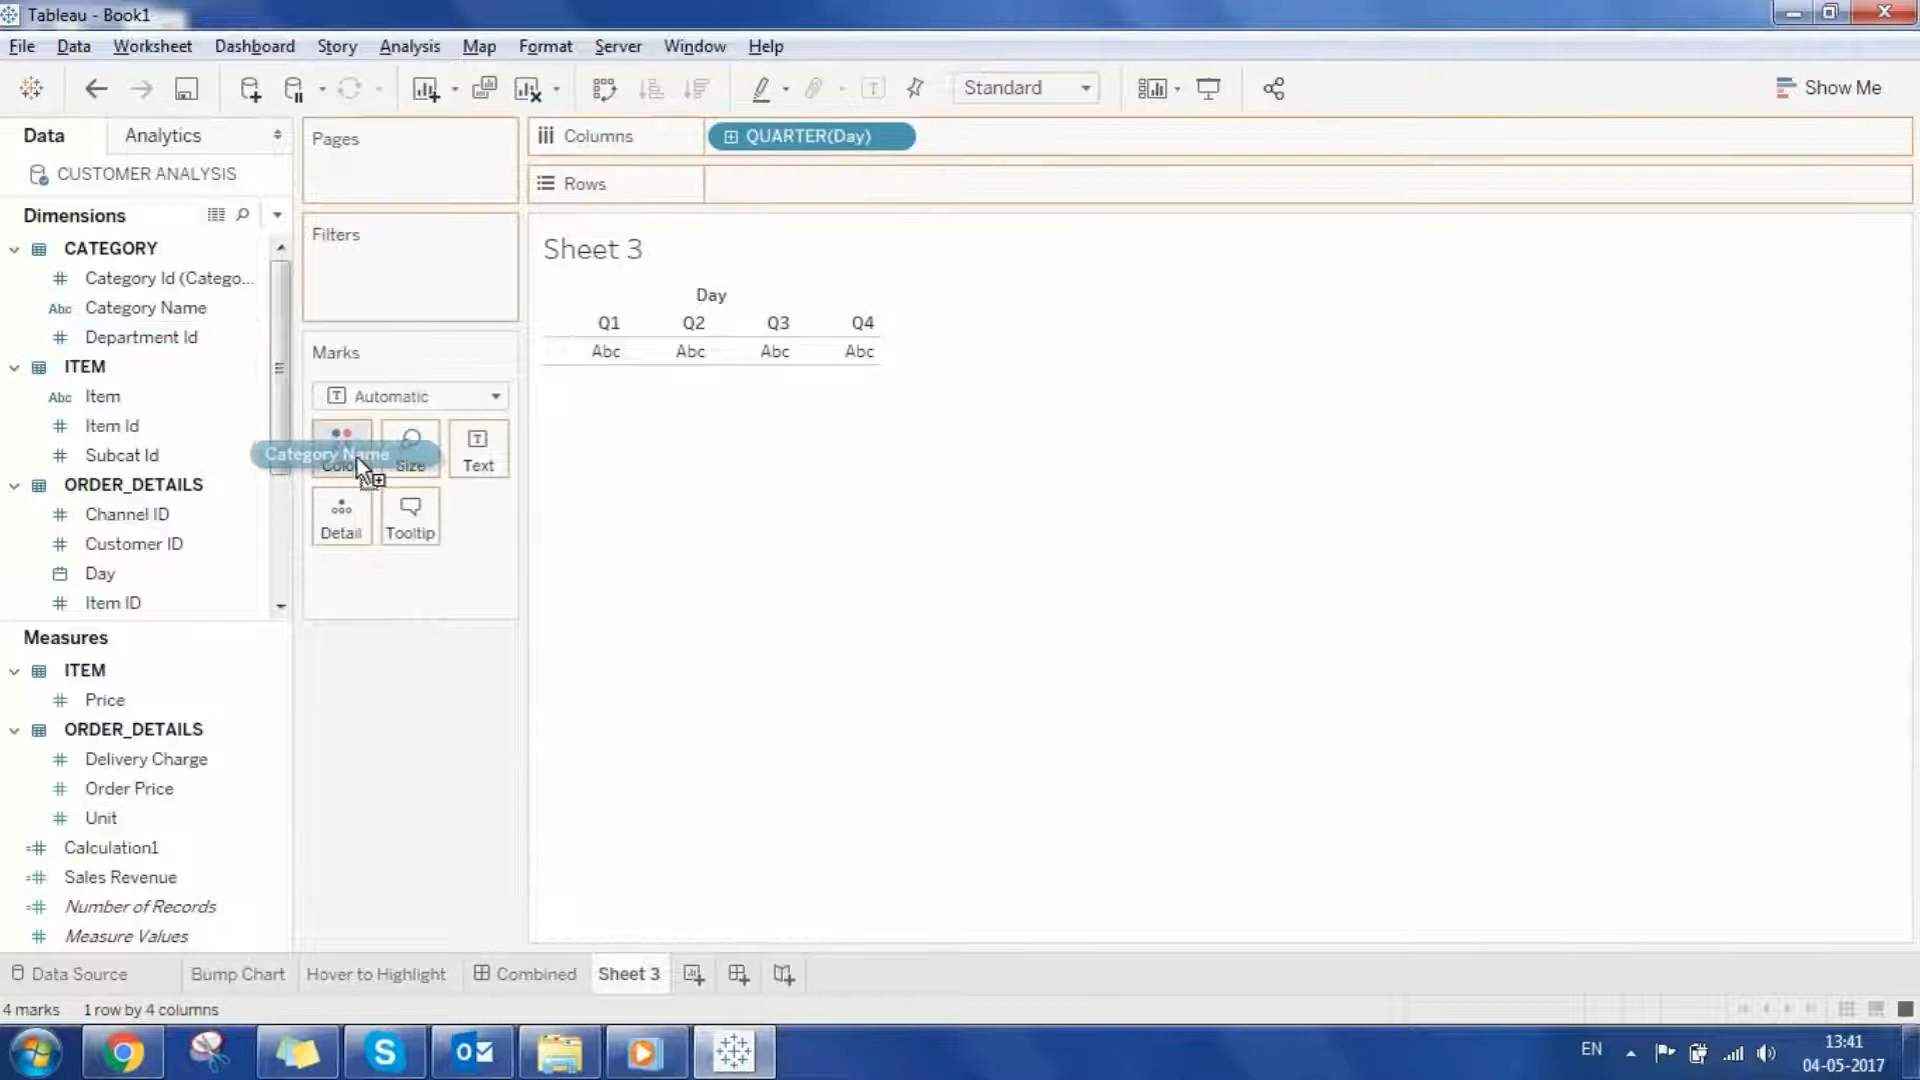 Tableau - Book1
File Data Worksheet Dashboard Story Analysis Map Format Server Window Help
Standard
Show Me
Data Analytics
CUSTOMER ANALYSIS
Dimensions
CATEGORY
# Category Id (Catego...
Abc Category Name
# Department Id
ITEM
Abc Item
# Item Id
# Subcat Id
ORDER_DETAILS
# Channel ID
# Customer ID
Day
# Item ID
Measures
ITEM
# Price
ORDER_DETAILS
# Delivery Charge
# Order Price
# Unit
=# Calculation1
=# Sales Revenue
=# Number of Records
# Measure Values
Pages
Filters
Marks
T Automatic
Category Name
Color Size Text
Detail Tooltip
Columns QUARTER(Day)
Rows
Sheet 3
Day
Q1 Q2 Q3 Q4
Abc Abc Abc Abc
Data Source Bump Chart Hover to Highlight Combined Sheet 3
4 marks 1 row by 4 columns
EN
13:41
04-05-2017